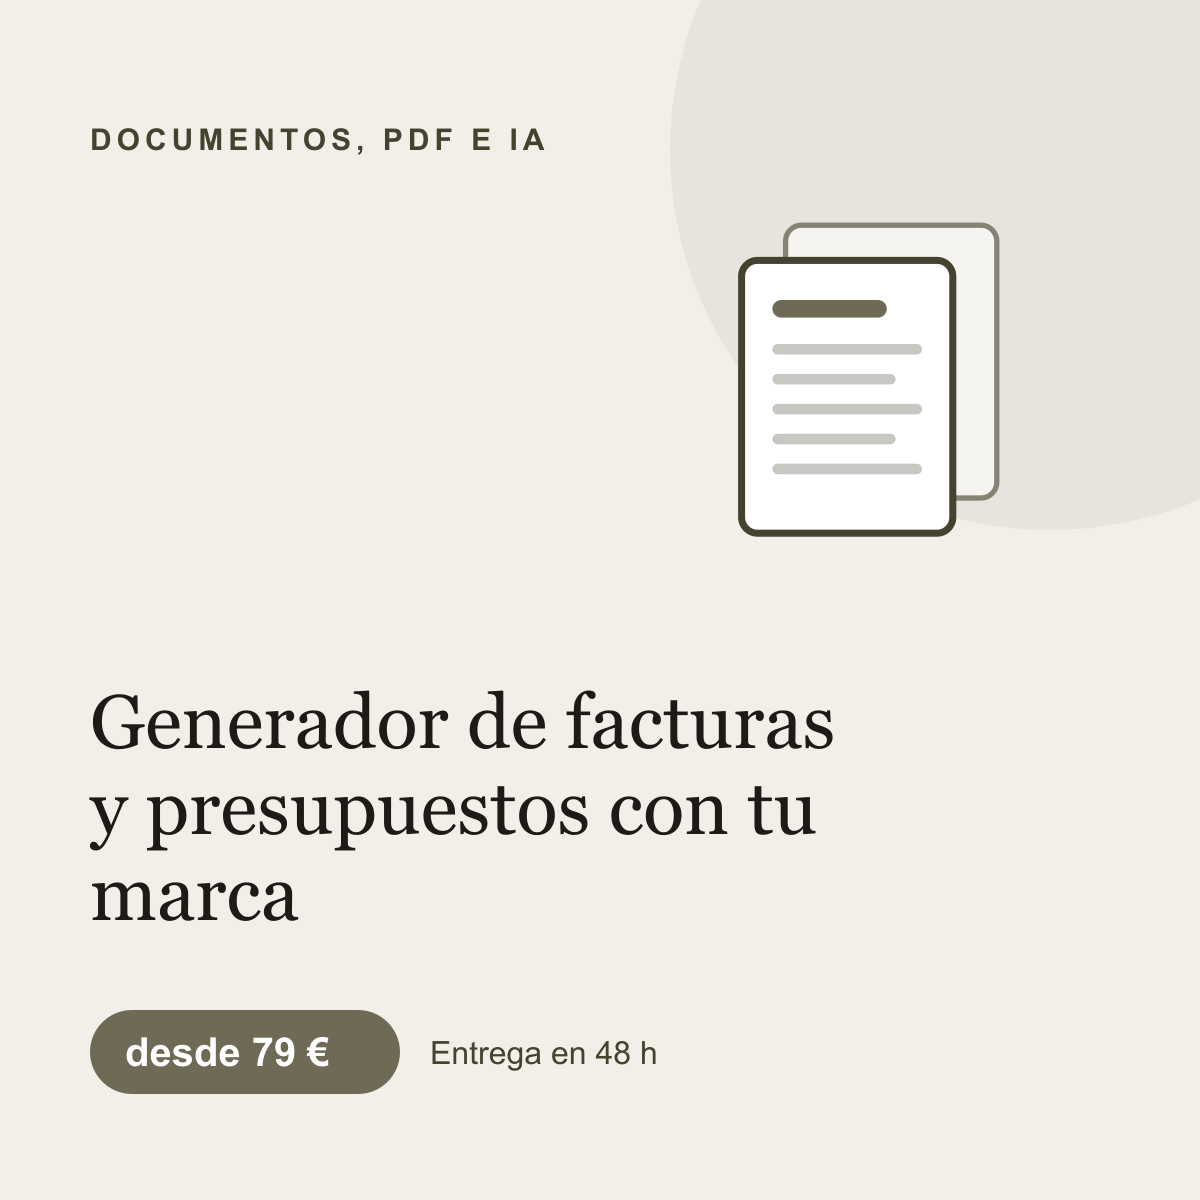 DOCUMENTOS, PDF E IA
Generador de facturas
y presupuestos con tu
marca
desde 79 €
Entrega en 48 h